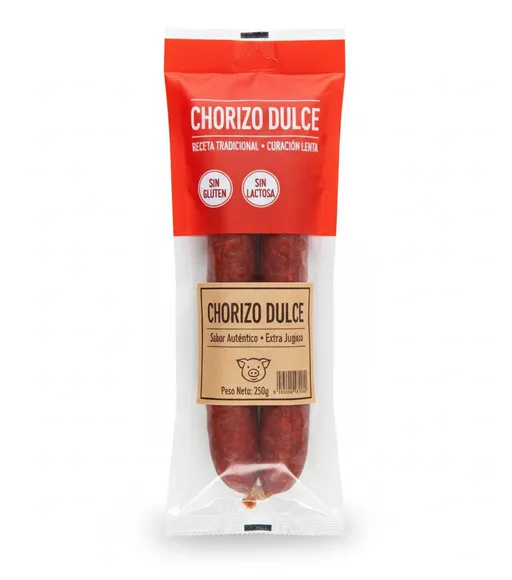 CHORIZO DULCE
RECETA TRADICIONAL • CURACIÓN LENTA
SIN
GLUTEN
SIN
LACTOSA
CHORIZO DULCE
Sabor Auténtico • Extra Jugoso
Peso Neto: 250g